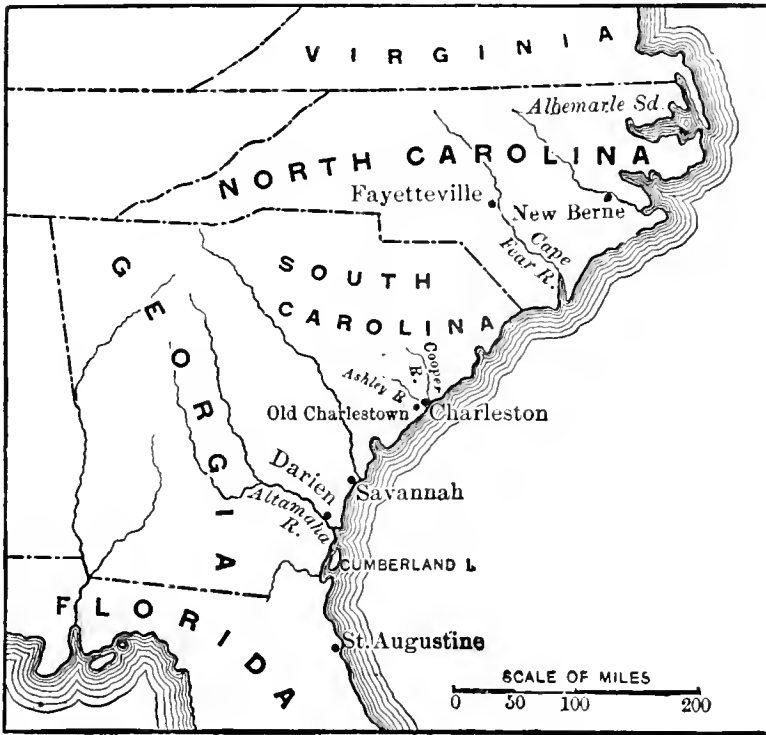 VIRGINIA
Albemarle Sd.
NORTH CAROLINA
Fayetteville
New Berne
Cape
Fear R.
SOUTH
CAROLINA
GEORGIA
Cooper
R.
Ashley R
Old Charlestown
Charleston
Darien
Savannah
Altamaha
R.
CUMBERLAND I.
FLORIDA
St. Augustine
SCALE OF MILES
0 50 100 200